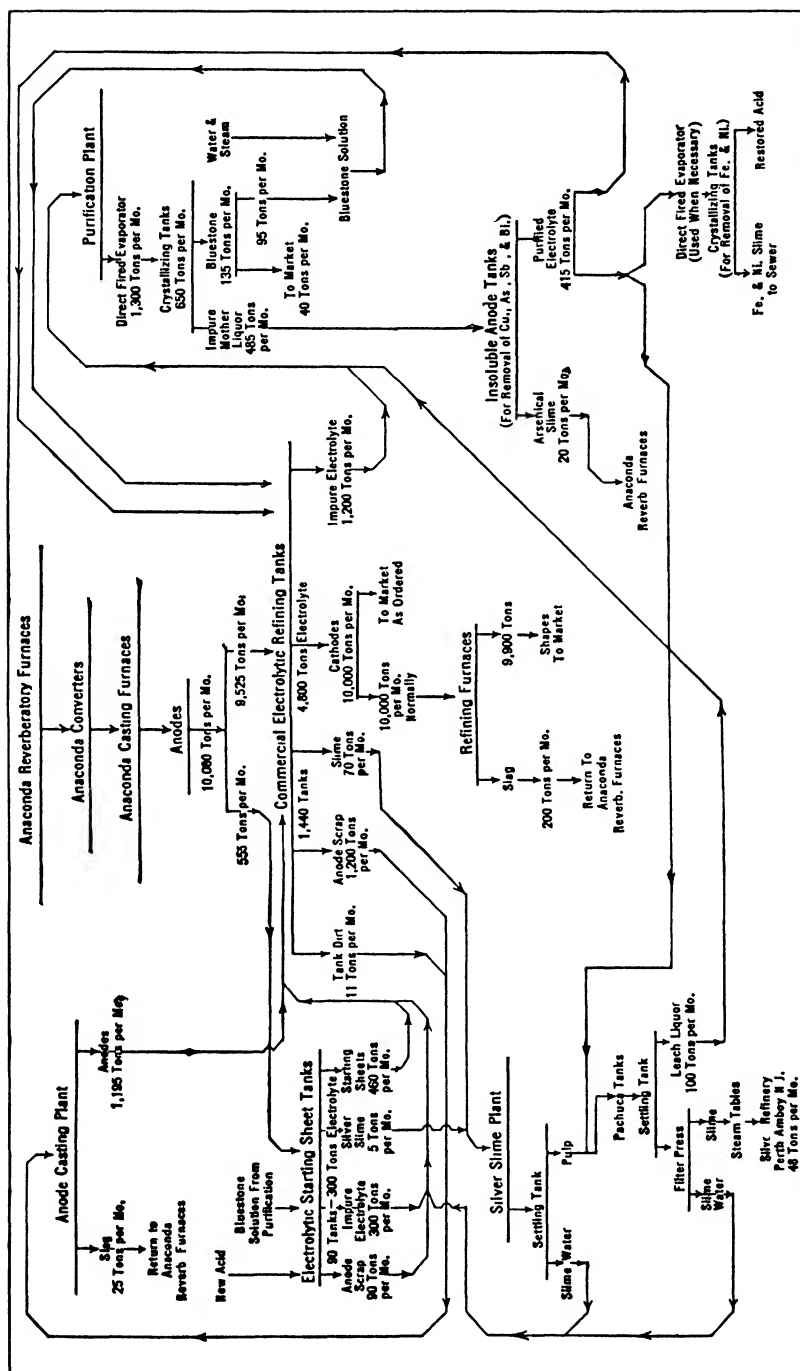 Anaconda Reverberatory Furnaces
Anaconda Converters
Anaconda Casting Furnaces
Anodes
10,080 Tons per Mo.
555 Tons per Mo.
9,525 Tons per Mo.
Anode Casting Plant
Slag
25 Tons per Mo.
Return to
Anaconda
Reverb Furnaces
Anodes
1,195 Tons per Mo.
New Acid
Bluestone
Solution From
Purification
Electrolytic Starting Sheet Tanks
90 Tanks–300 Tons Electrolyte
Anode
Scrap
90 Tons
per Mo.
Impure
Electrolyte
300 Tons
per Mo.
Silver
Slime
5 Tons
per Mo.
Starting
Sheets
460 Tons
per Mo.
Commercial Electrolytic Refining Tanks
1,440 Tanks
4,800 Tons Electrolyte
Tank Dirt
11 Tons per Mo.
Anode Scrap
1,200 Tons
per Mo.
Slime
70 Tons
per Mo.
Cathodes
10,000 Tons per Mo.
10,000 Tons
per Mo.
Normally
To Market
As Ordered
Impure Electrolyte
1,200 Tons per Mo.
Refining Furnaces
Slag
200 Tons per Mo.
Return To
Anaconda
Reverb. Furnaces
9,900 Tons
Shapes
To Market
Purification Plant
Direct Fired Evaporator
1,300 Tons per Mo.
Crystallizing Tanks
650 Tons per Mo.
Impure
Mother
Liquor
485 Tons
per Mo.
Bluestone
135 Tons per Mo.
To Market
40 Tons per Mo.
95 Tons per Mo.
Water &
Steam
Bluestone Solution
Insoluble Anode Tanks
(For Removal of Cu., As, Sb, & Bi.)
Arsenical
Slime
20 Tons per Mo.
Anaconda
Reverb Furnaces
Purified
Electrolyte
415 Tons per Mo.
Direct Fired Evaporator
(Used When Necessary)
Crystallizing Tanks
(For Removal of Fe. & Ni.)
Fe. & Ni. Slime
to Sewer
Restored Acid
Silver Slime Plant
Settling Tank
Slime Water
Pulp
Pachuca Tanks
Settling Tank
Filter Press
Leach Liquor
100 Tons per Mo.
Slime
Water
Slime
Steam Tables
Silver Refinery
Perth Amboy N J.
48 Tons per Mo.